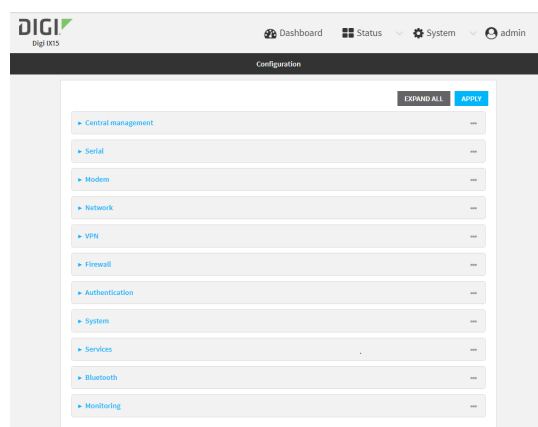 DIGI
Digi IX15
Dashboard
Status
System
admin
Configuration
EXPAND ALL
APPLY
Central management
Serial
Modem
Network
VPN
Firewall
Authentication
System
Services
Bluetooth
Monitoring